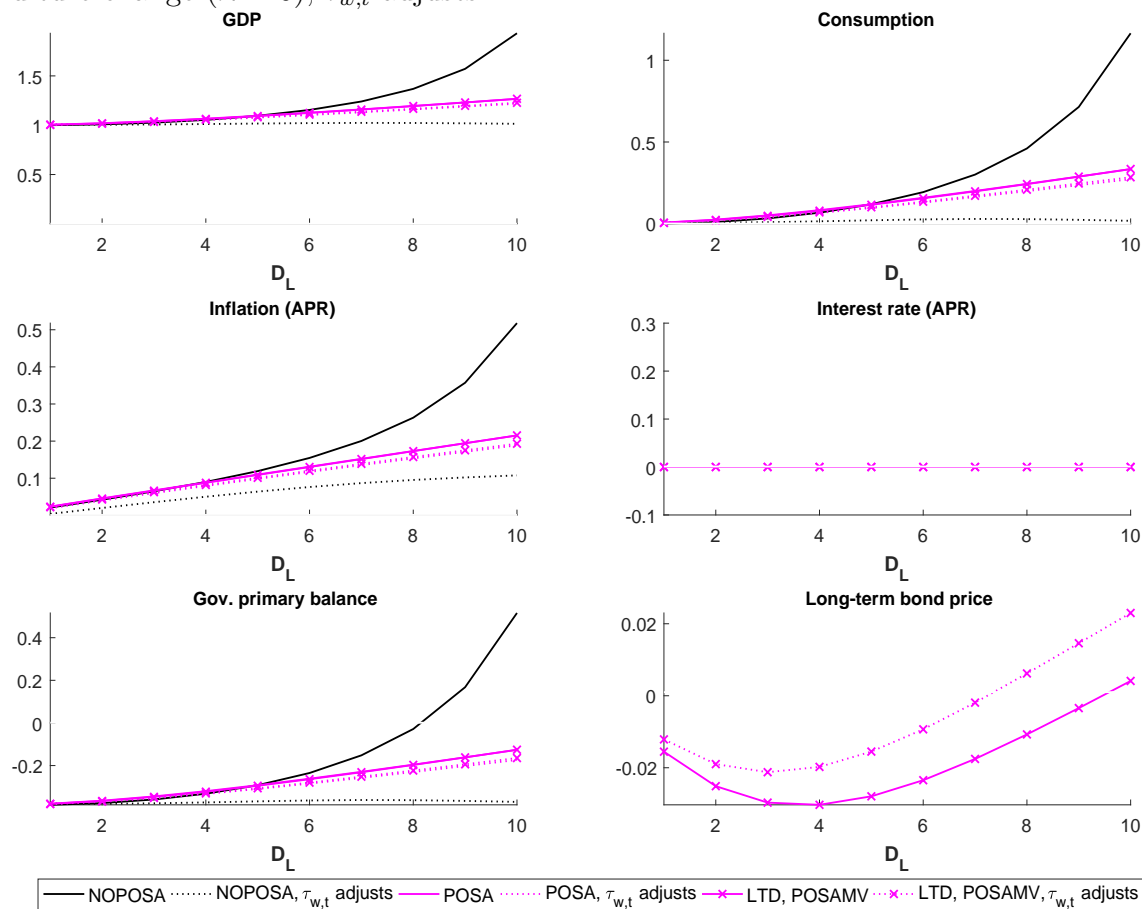 GDP
Consumption
1.5
1
0.5
2 4 6 8 10
D_L
1
0.5
0
2 4 6 8 10
D_L
Inflation (APR)
Interest rate (APR)
0.5
0.4
0.3
0.2
0.1
2 4 6 8 10
D_L
0.3
0.2
0.1
0
-0.1
2 4 6 8 10
D_L
Gov. primary balance
Long-term bond price
0.4
0.2
0
-0.2
2 4 6 8 10
D_L
0.02
0
-0.02
2 4 6 8 10
D_L
NOPOSA NOPOSA, τ_{w,t} adjusts POSA POSA, τ_{w,t} adjusts LTD, POSAMV LTD, POSAMV, τ_{w,t} adjusts